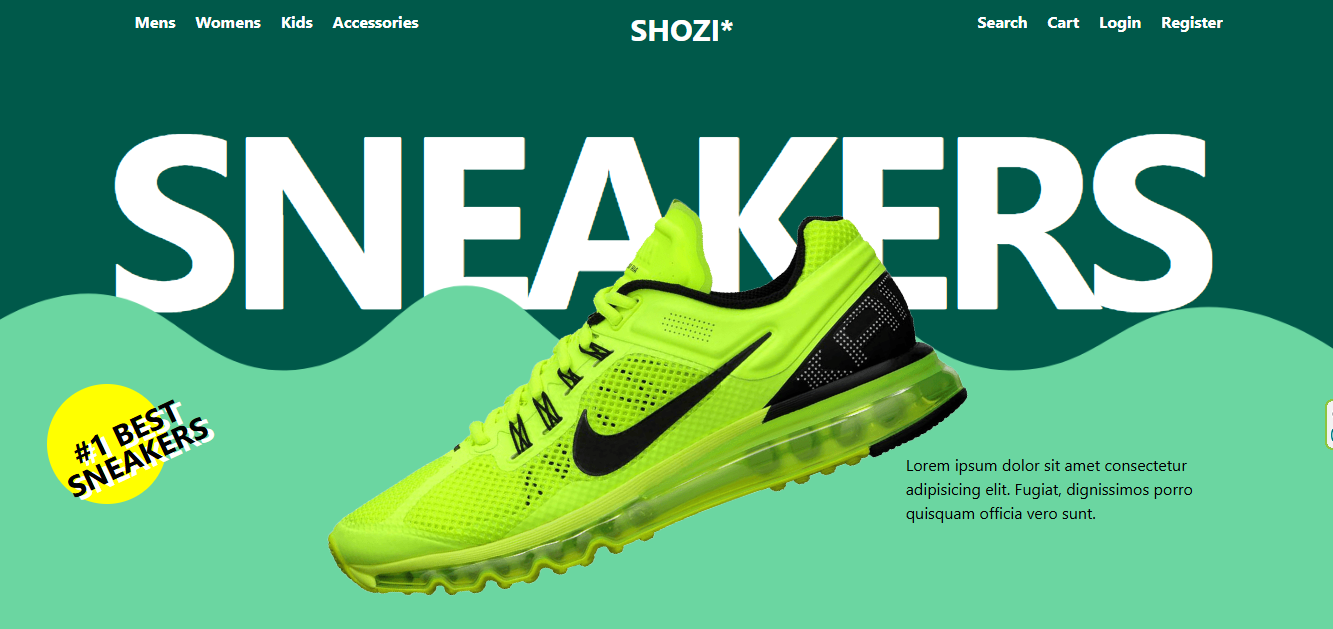 Mens Womens Kids Accessories
SHOZI*
Search Cart Login Register
SNEAKERS
#1 BEST
SNEAKERS
Lorem ipsum dolor sit amet consectetur
adipisicing elit. Fugiat, dignissimos porro
quisquam officia vero sunt.